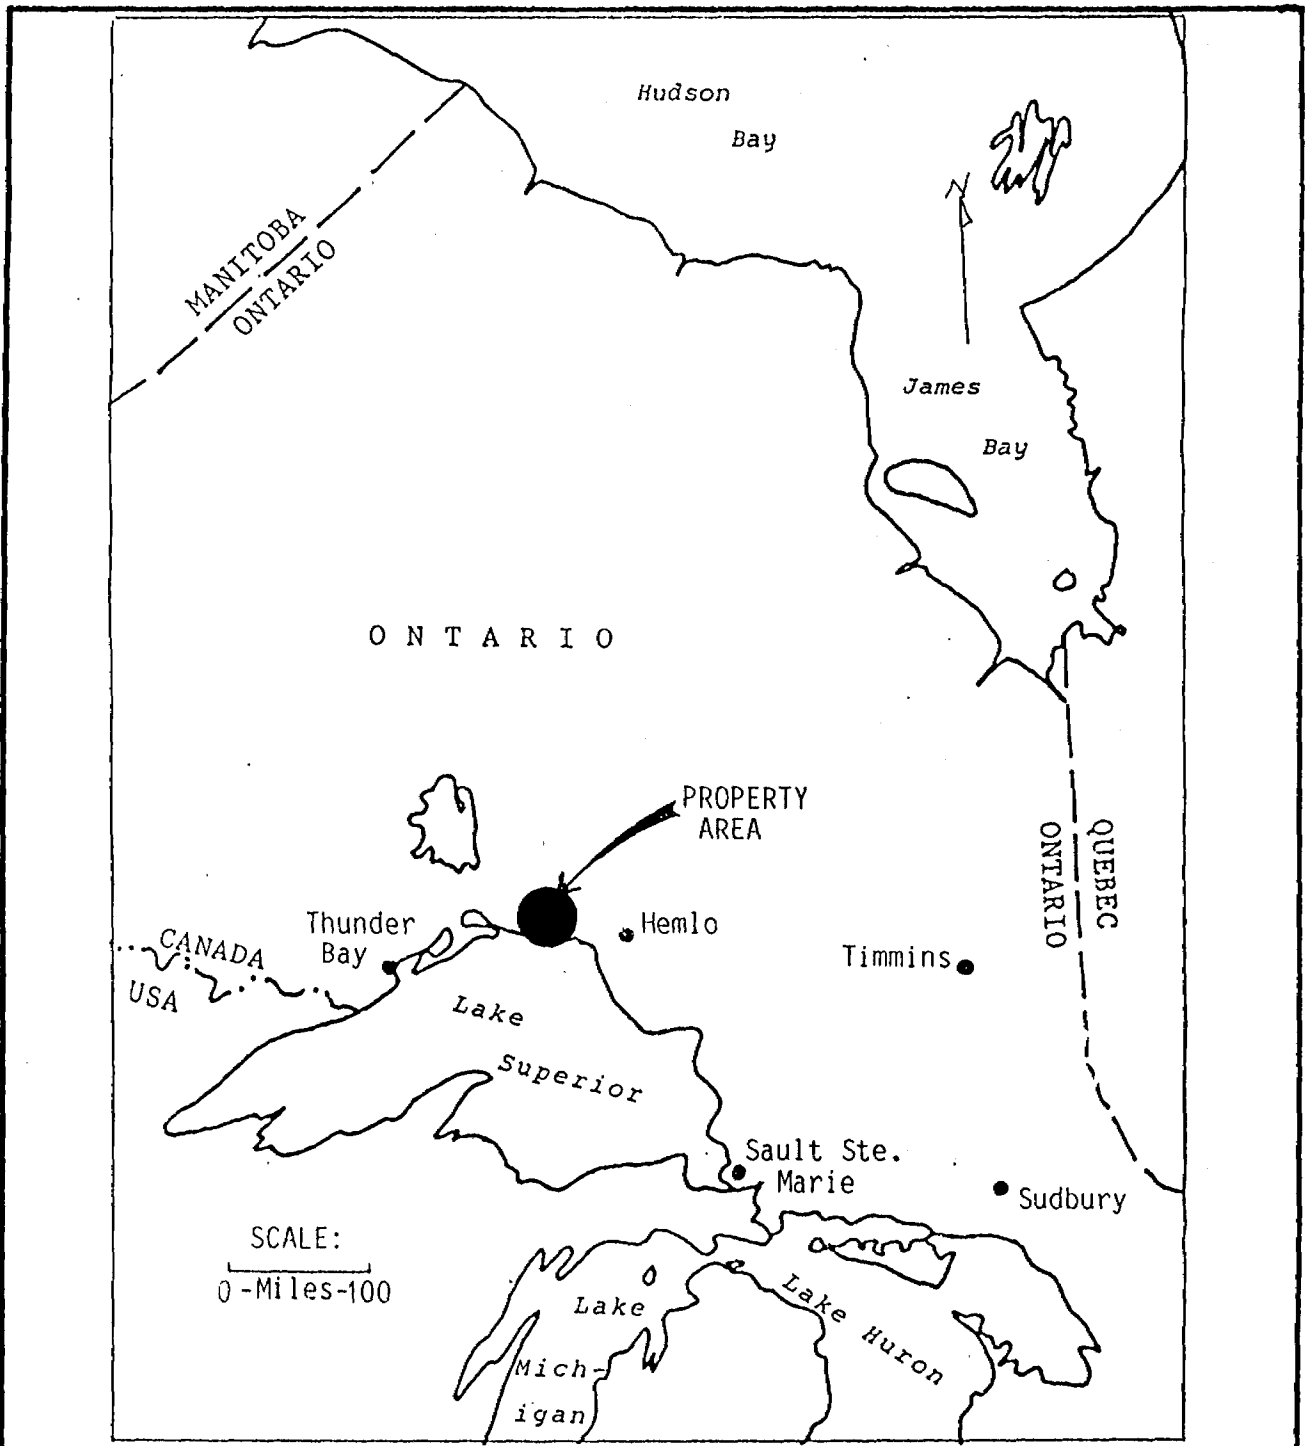 Hudson
Bay
N
MANITOBA
ONTARIO
James
Bay
ONTARIO
PROPERTY
AREA
QUEBEC
ONTARIO
Thunder
Bay
Hemlo
Timmins
CANADA
USA
Lake
Superior
Sault Ste.
Marie
Sudbury
SCALE:
0-Miles-100
Lake
Mich-
igan
Lake Huron